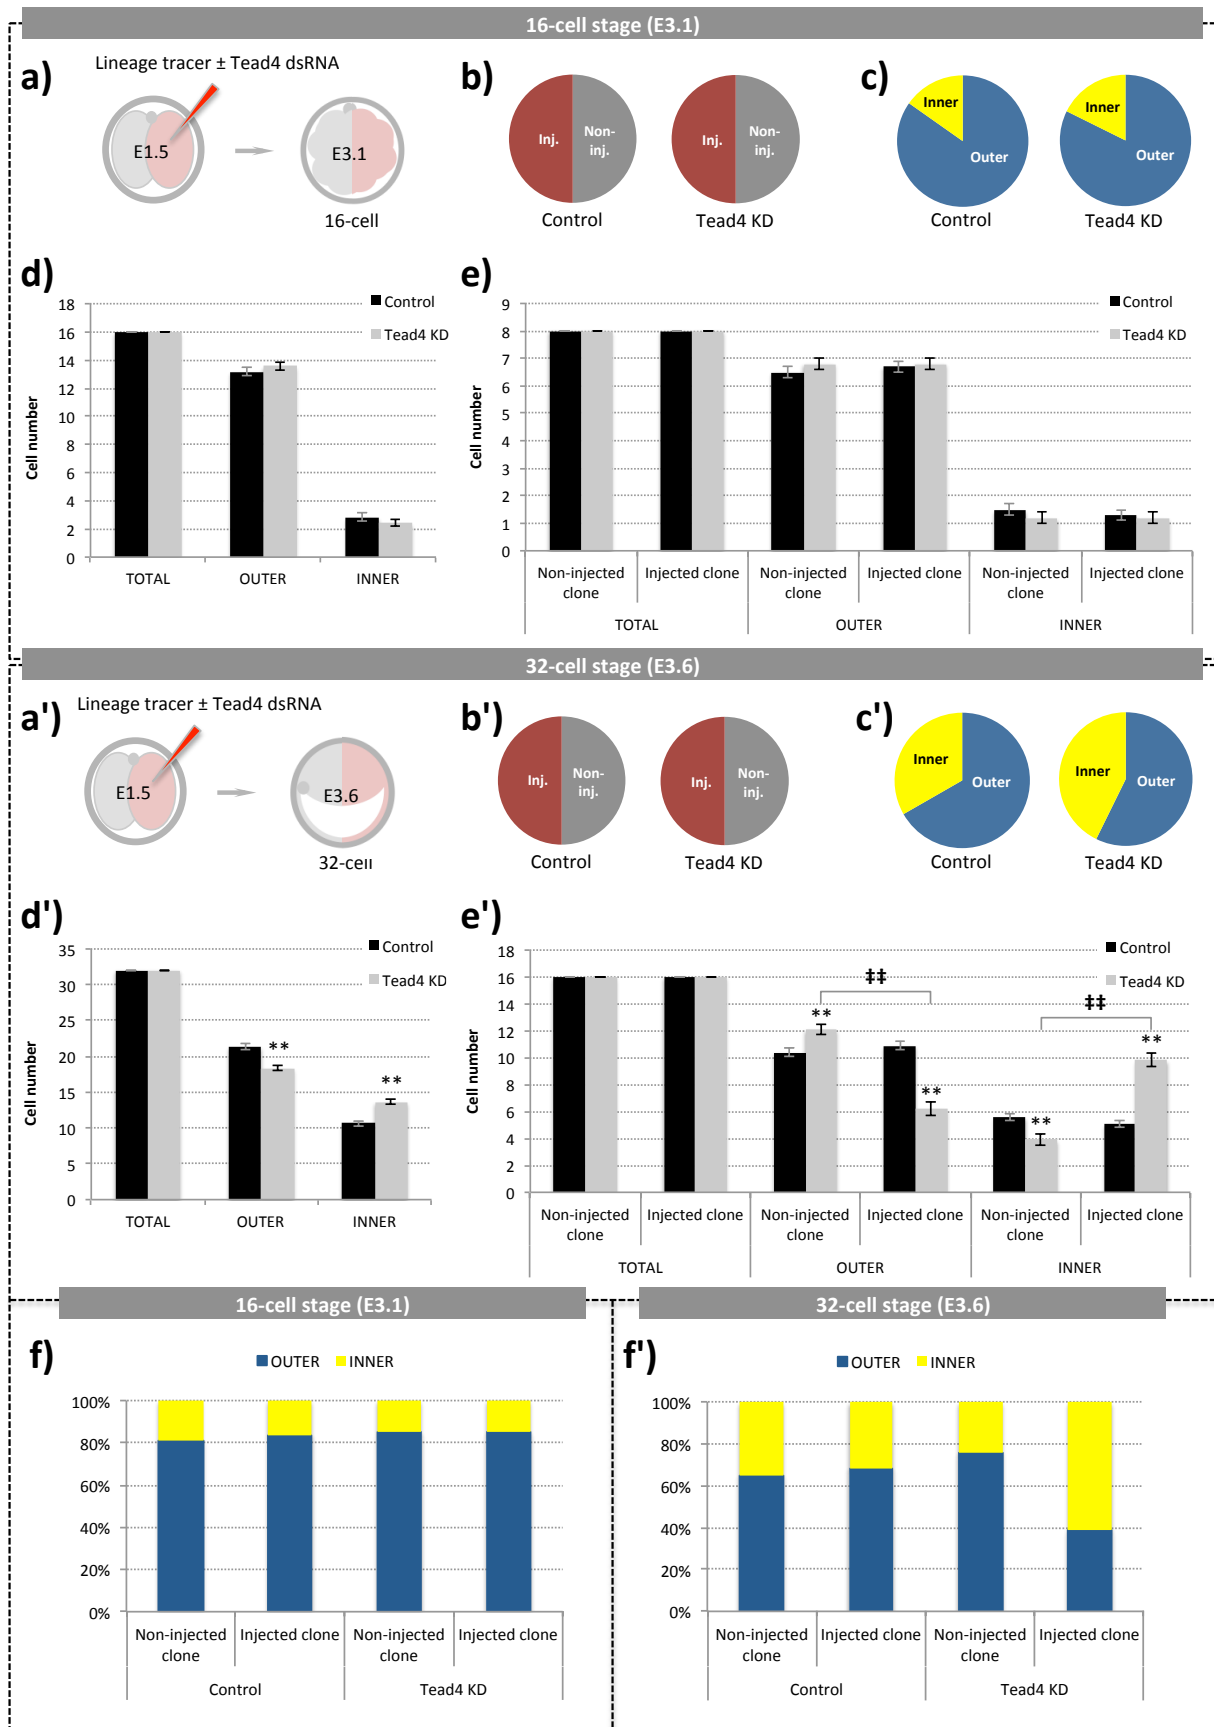 16-cell stage (E3.1)
a)
Lineage tracer ± Tead4 dsRNA
E1.5
E3.1
16-cell
b)
Inj.
Non-
inj.
Control
Inj.
Non-
inj.
Tead4 KD
c)
Inner
Outer
Control
Inner
Outer
Tead4 KD
d)
Cell number
18
16
14
12
10
8
6
4
2
0
Control
Tead4 KD
TOTAL OUTER INNER
e)
Cell number
9
8
7
6
5
4
3
2
1
0
Control
Tead4 KD
Non-injected clone
Injected clone
Non-injected clone
Injected clone
Non-injected clone
Injected clone
TOTAL OUTER INNER
32-cell stage (E3.6)
a')
Lineage tracer ± Tead4 dsRNA
E1.5
E3.6
32-cell
b')
Inj.
Non-
inj.
Control
Inj.
Non-
inj.
Tead4 KD
c')
Inner
Outer
Control
Inner
Outer
Tead4 KD
d')
Cell number
35
30
25
20
15
10
5
0
Control
Tead4 KD
**
**
TOTAL OUTER INNER
e')
Cell number
18
16
14
12
10
8
6
4
2
0
Control
Tead4 KD
‡‡
‡‡
**
**
**
**
Non-injected clone
Injected clone
Non-injected clone
Injected clone
Non-injected clone
Injected clone
TOTAL OUTER INNER
16-cell stage (E3.1)
f)
OUTER INNER
100%
80%
60%
40%
20%
0%
Non-injected clone
Injected clone
Non-injected clone
Injected clone
Control Tead4 KD
32-cell stage (E3.6)
f')
OUTER INNER
100%
80%
60%
40%
20%
0%
Non-injected clone
Injected clone
Non-injected clone
Injected clone
Control Tead4 KD